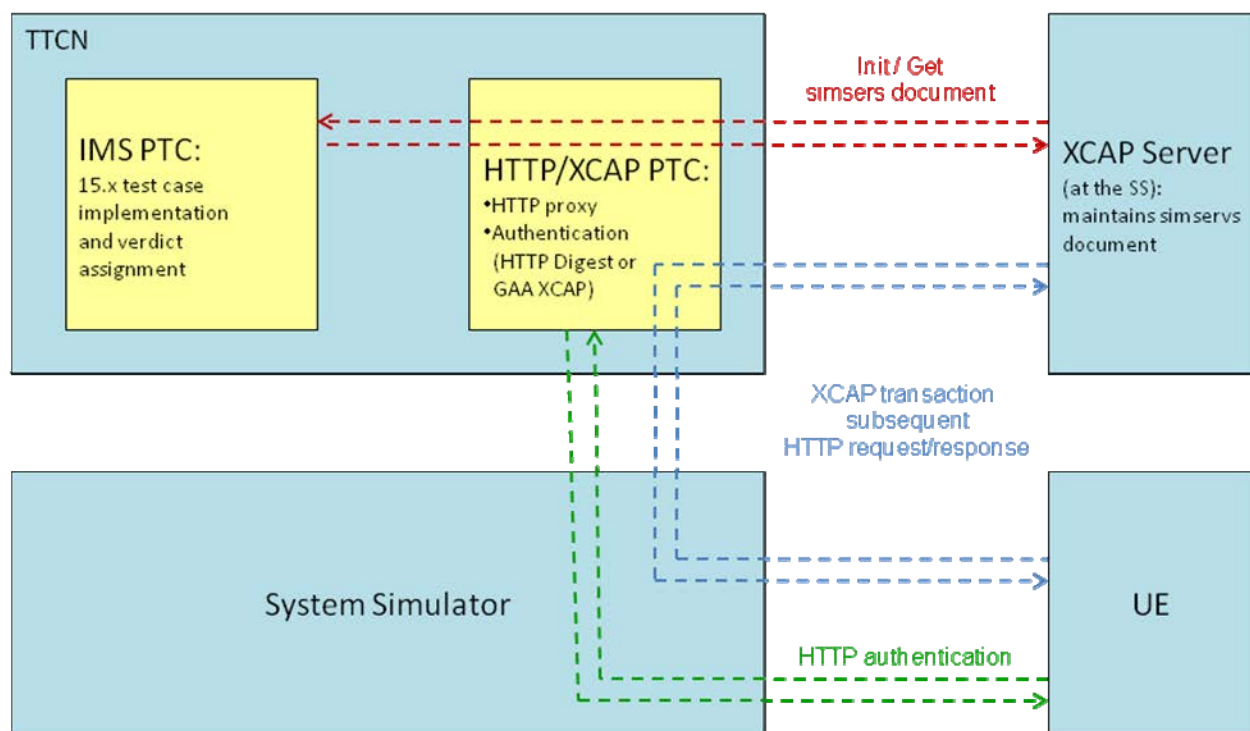 TTCN
IMS PTC:
15.x test case
implementation
and verdict
assignment
HTTP/XCAP PTC:
•HTTP proxy
•Authentication
(HTTP Digest or
GAA XCAP)
Init / Get
simsers document
XCAP Server
(at the SS):
maintains simservs
document
XCAP transaction
subsequent
HTTP request/response
System Simulator
UE
HTTP authentication